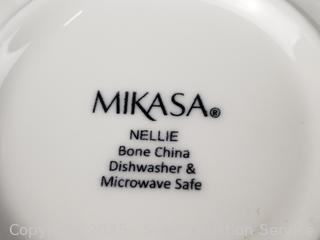 MIKASA®
NELLIE
Bone China
Dishwasher &
Microwave Safe